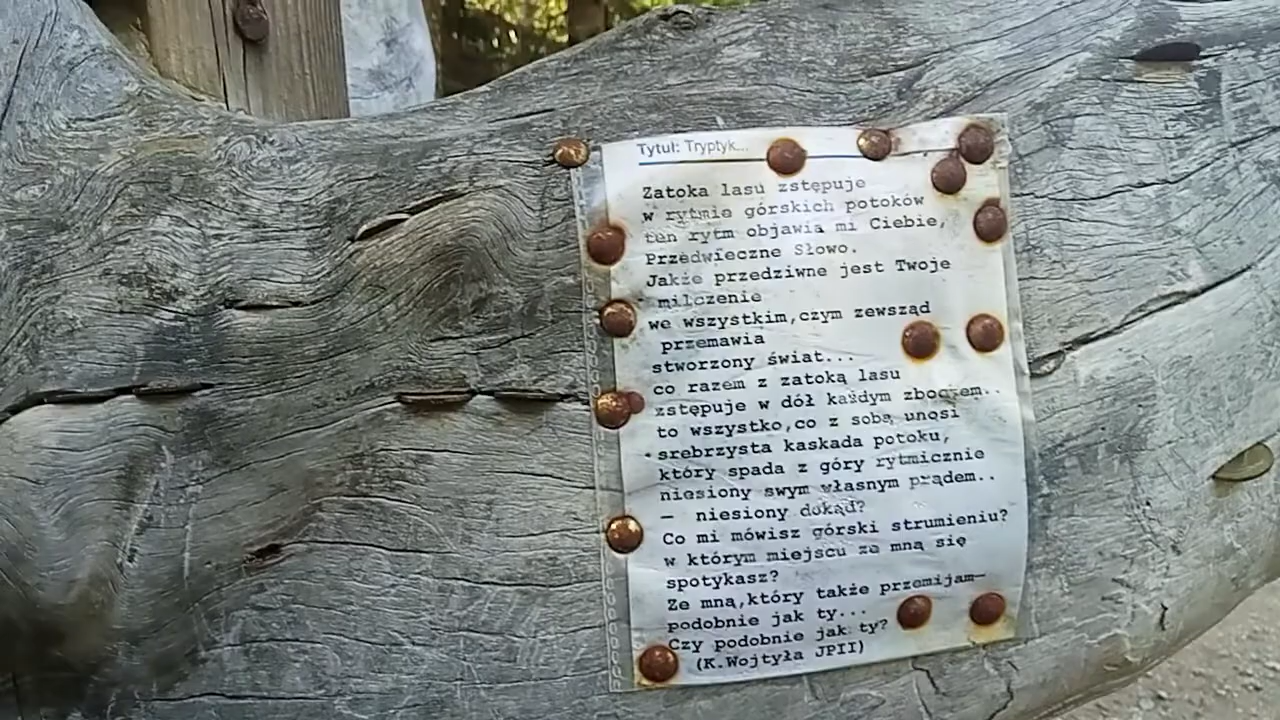 Tytuł: Tryptyk...
Zatoka lasu zstępuje
w rytmie górskich potoków
ten rytm objawia mi Ciebie,
Przedwieczne Słowo.
Jakże przedziwne jest Twoje
milczenie
we wszystkim,czym zewsząd
przemawia
stworzony świat...
co razem z zatoką lasu
zstępuje w dół każdym zboczem..
to wszystko,co z sobą unosi
srebrzysta kaskada potoku,
który spada z góry rytmicznie
niesiony swym własnym prądem..
— niesiony dokąd?
Co mi mówisz górski strumieniu?
w którym miejscu ze mną się
spotykasz?
Ze mną,który także przemijam—
podobnie jak ty...
Czy podobnie jak ty?
(K.Wojtyła JPII)